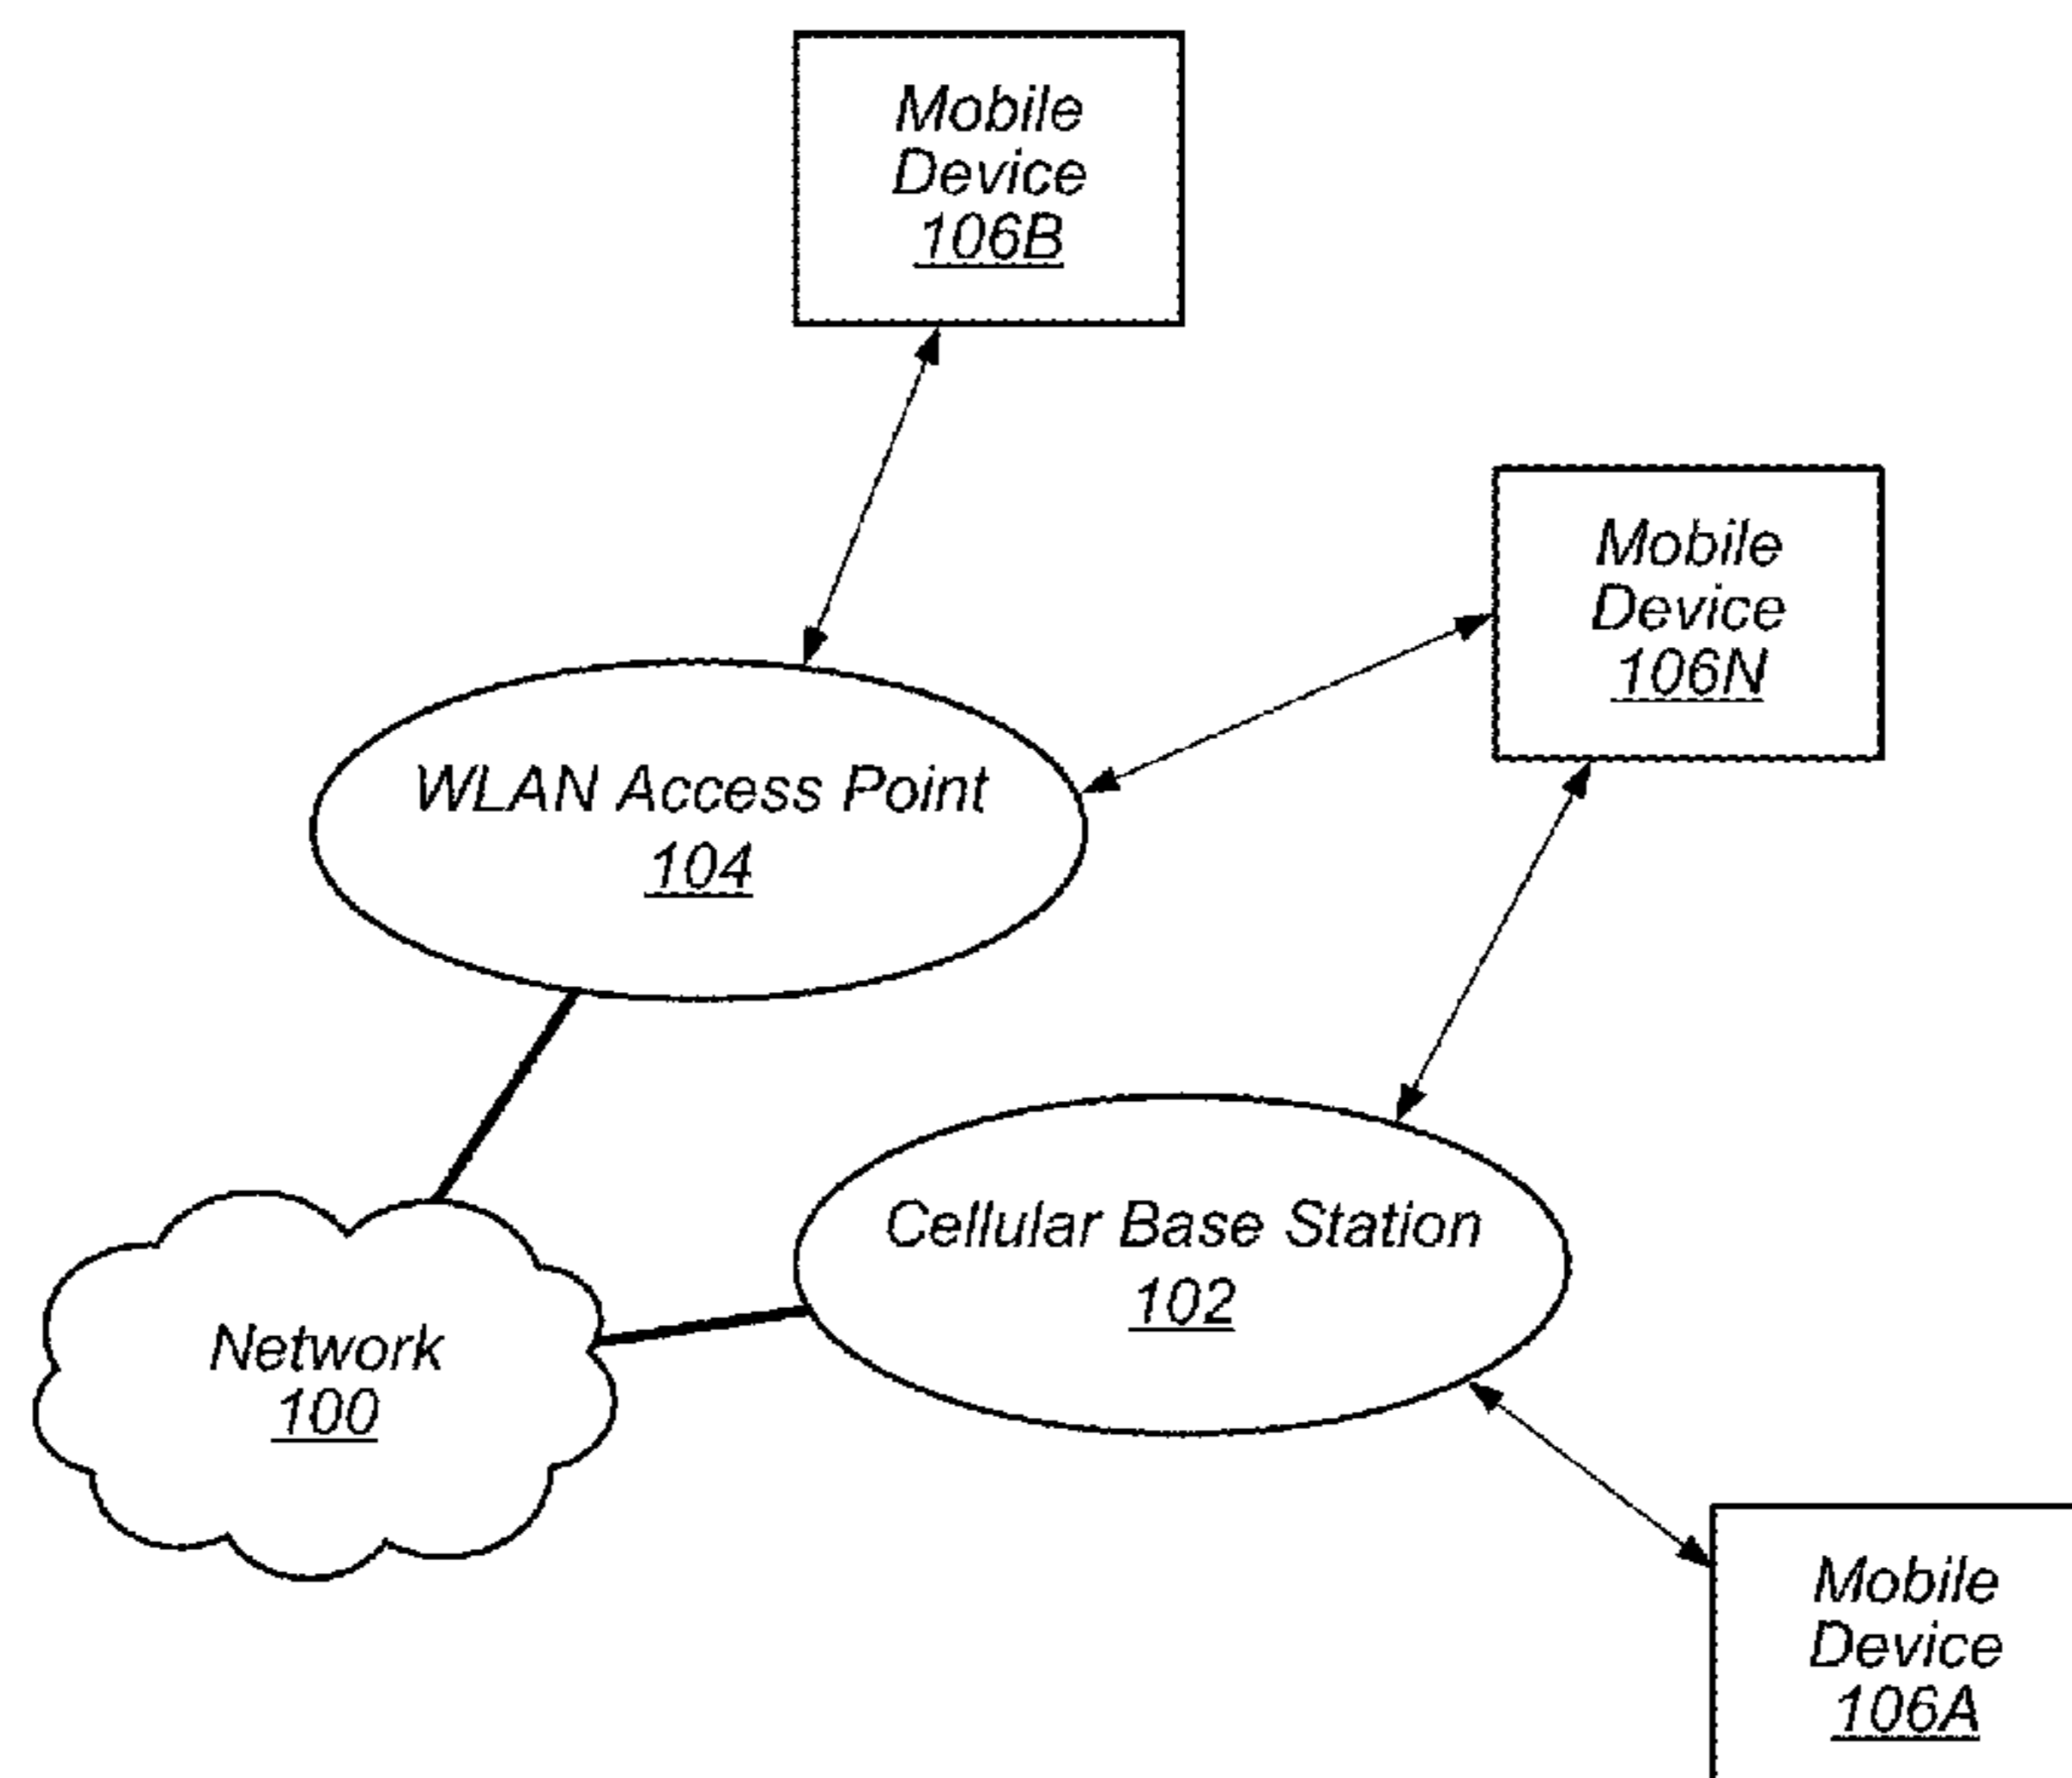 Mobile
Device
106B
Mobile
Device
106N
WLAN Access Point
104
Cellular Base Station
102
Network
100
Mobile
Device
106A